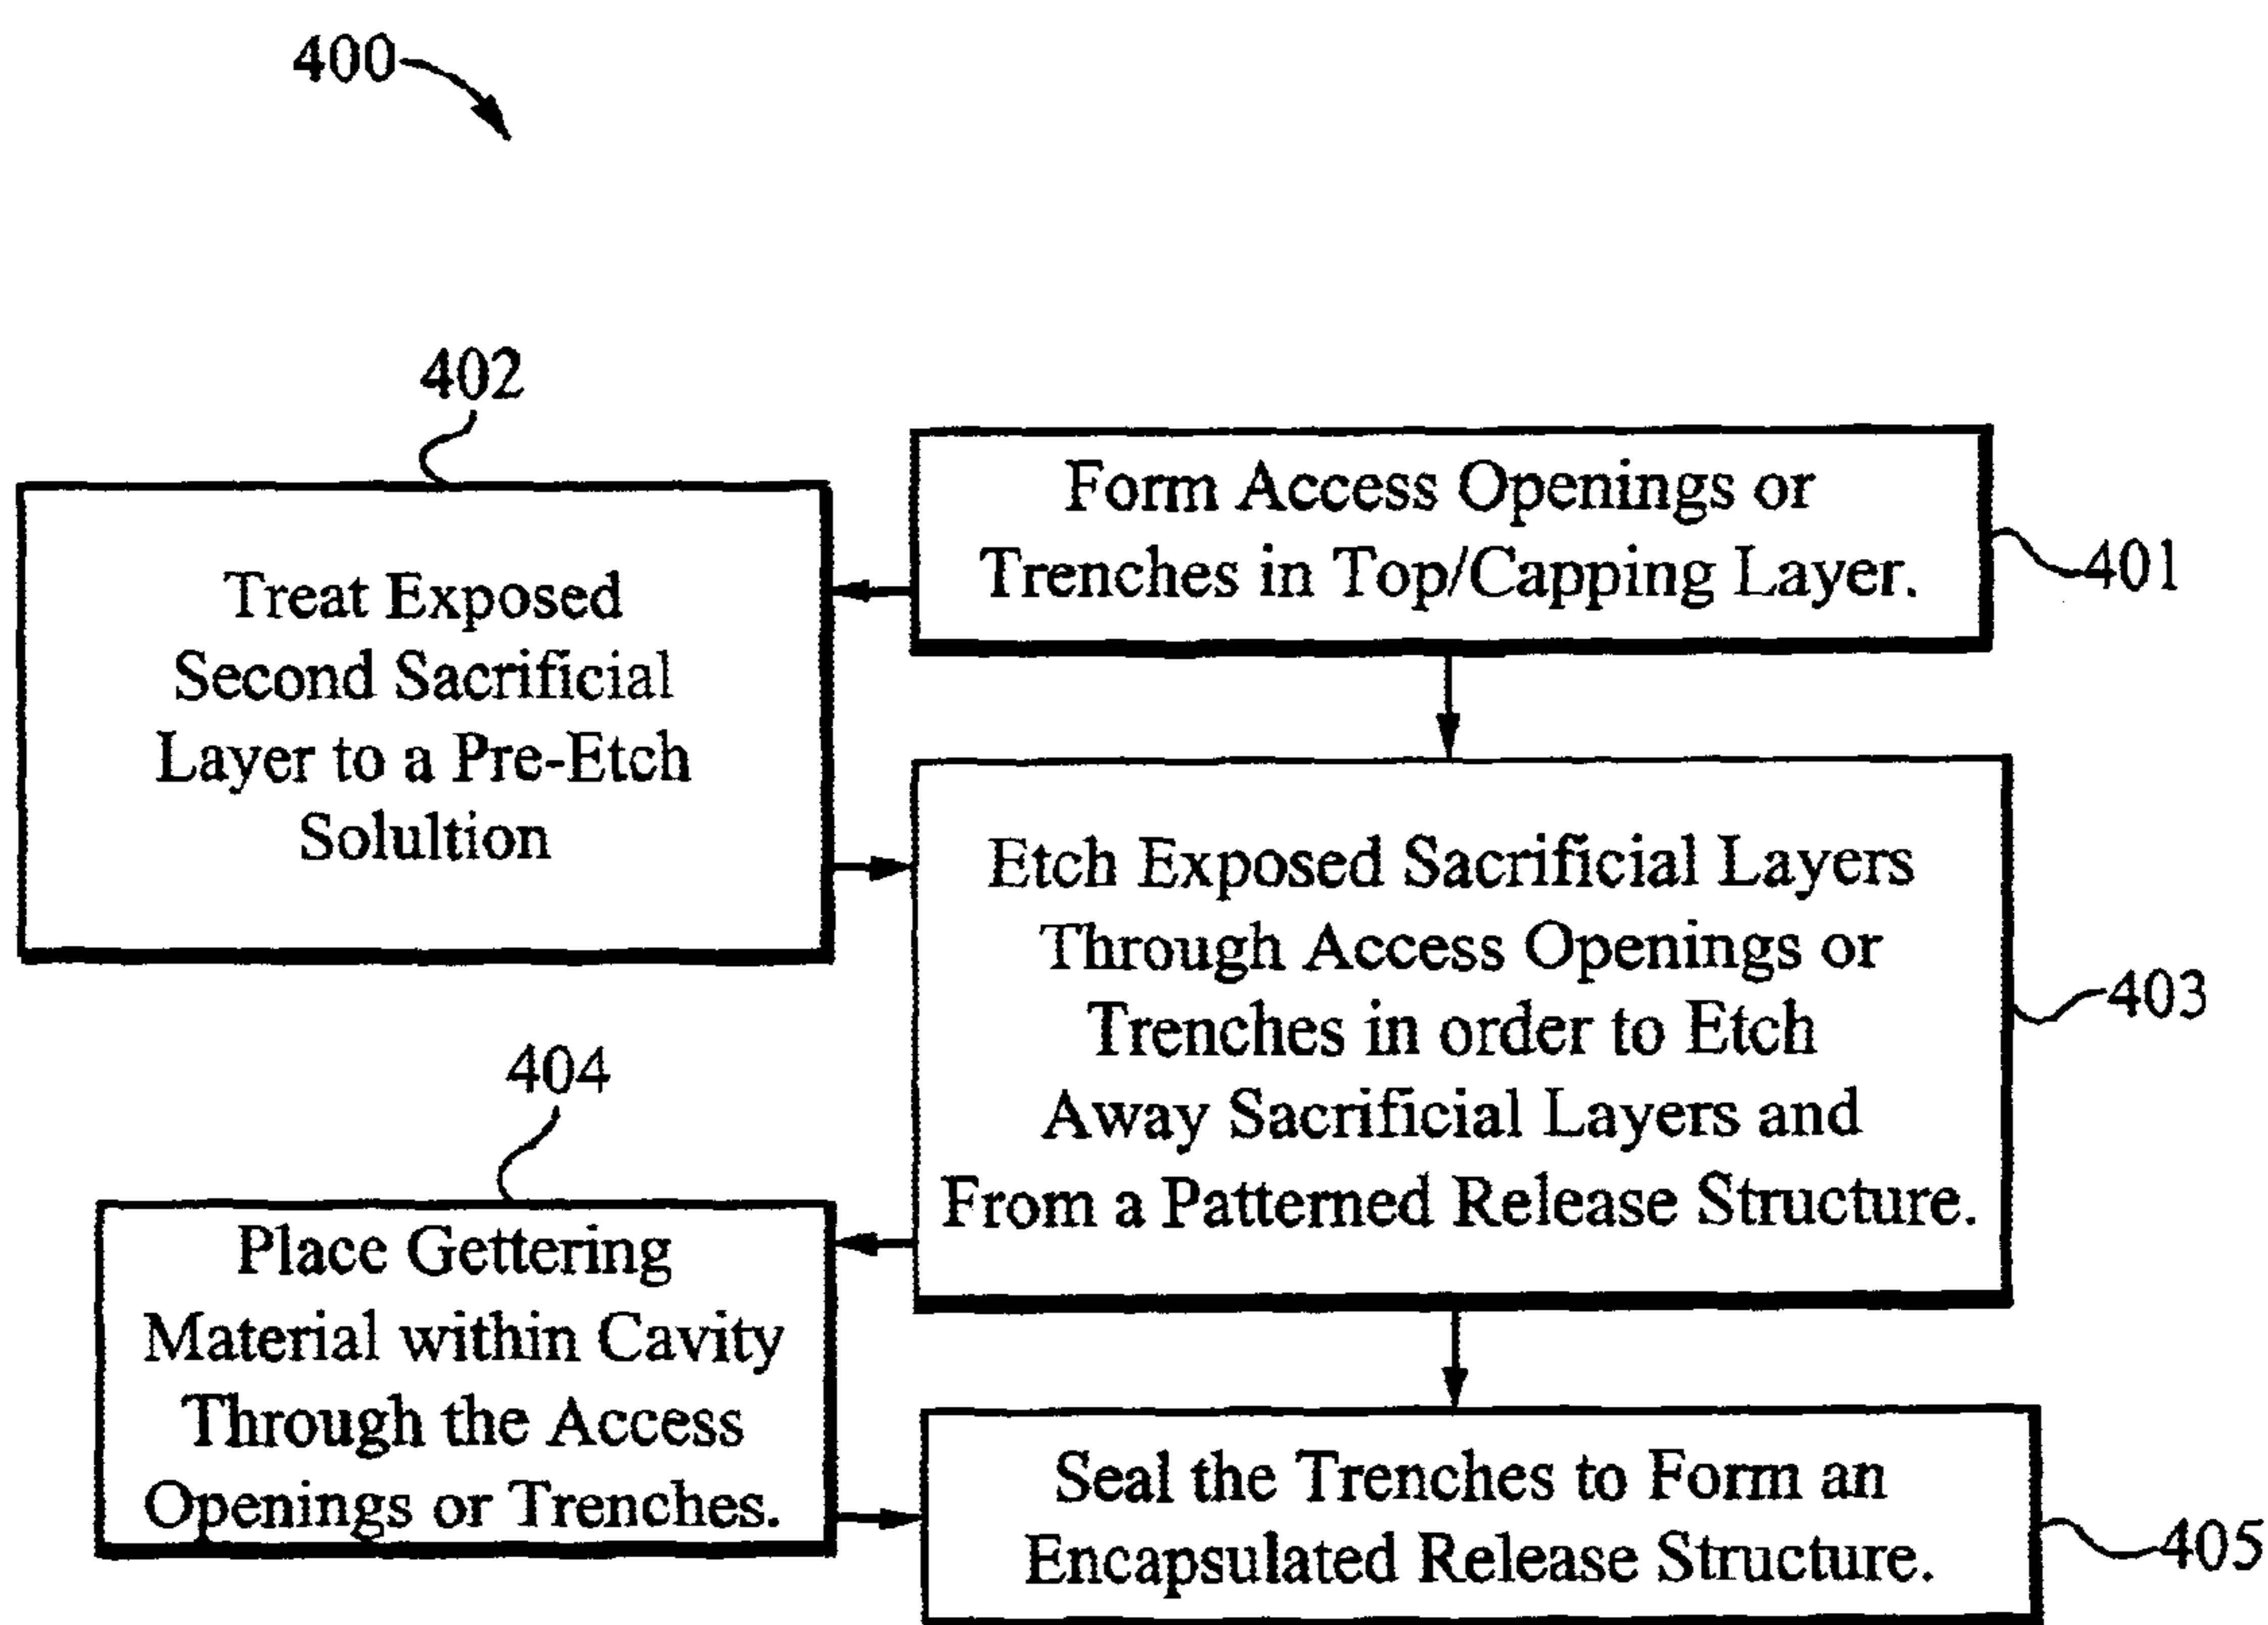 400
402
Form Access Openings or
Trenches in Top/Capping Layer.
401
Treat Exposed
Second Sacrificial
Layer to a Pre-Etch
Solultion
Etch Exposed Sacrificial Layers
Through Access Openings or
Trenches in order to Etch
Away Sacrificial Layers and
From a Patterned Release Structure.
403
404
Place Gettering
Material within Cavity
Through the Access
Openings or Trenches.
Seal the Trenches to Form an
Encapsulated Release Structure.
405